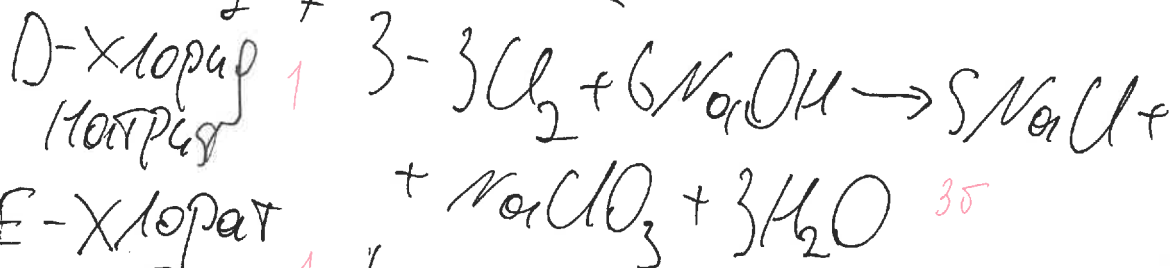 D-хлорид 1 3- 3Cl₂ + 6NaOH → 5NaCl +
натрия
+ NaClO₃ + 3H₂O 3б
E-хлорат